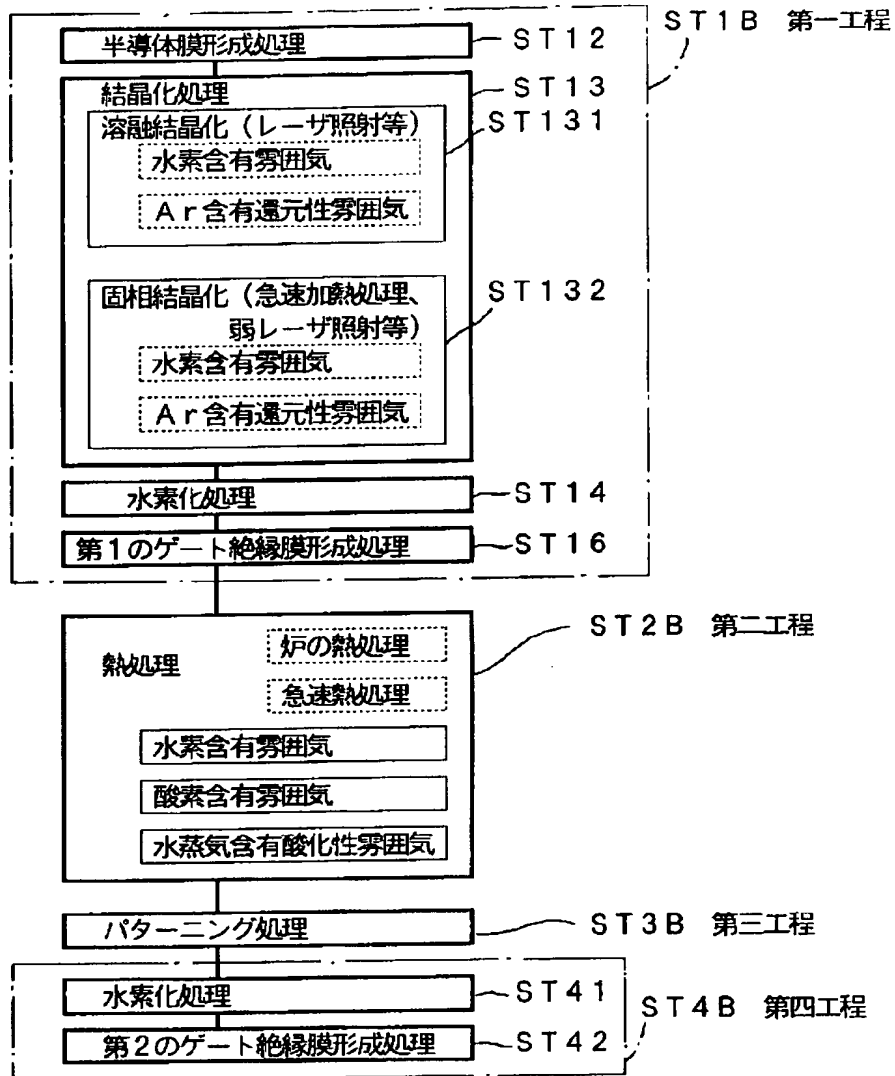 ST1B 第一工程
半導体膜形成処理 ST12
結晶化処理 ST13
溶融結晶化（レーザ照射等） ST131
水素含有雰囲気
Ar含有還元性雰囲気
固相結晶化（急速加熱処理、 ST132
弱レーザ照射等）
水素含有雰囲気
Ar含有還元性雰囲気
水素化処理 ST14
第1のゲート絶縁膜形成処理 ST16
ST2B 第二工程
炉の熱処理
熱処理
急速熱処理
水素含有雰囲気
酸素含有雰囲気
水蒸気含有酸化性雰囲気
パターニング処理 ST3B 第三工程
水素化処理 ST41
ST4B 第四工程
第2のゲート絶縁膜形成処理 ST42